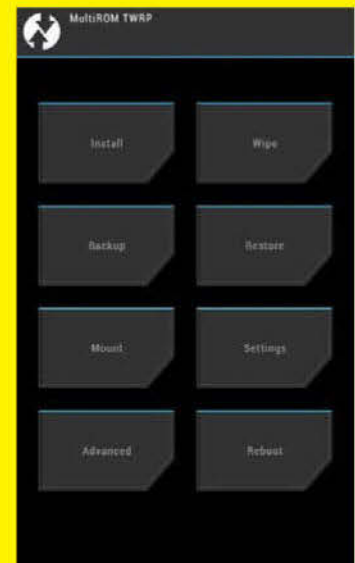 MultiROM TWRP
Install
Wipe
Backup
Restore
Mount
Settings
Advanced
Reboot